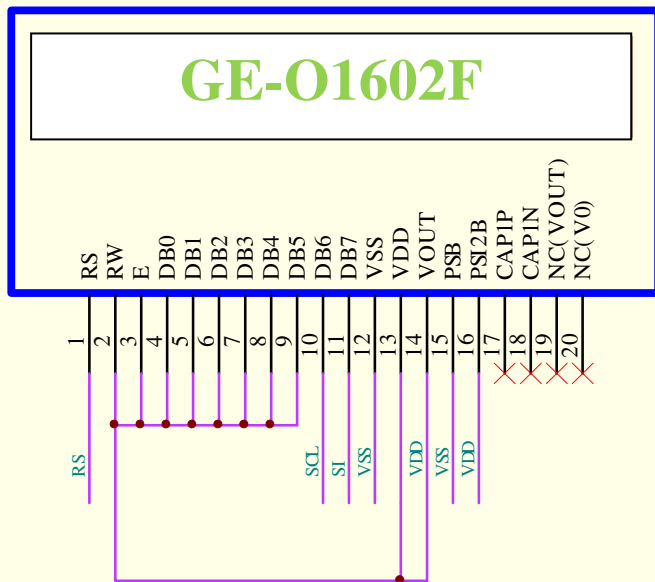 GE-O1602F
RS
RW
E
DB0
DB1
DB2
DB3
DB4
DB5
DB6
DB7
VSS
VDD
VOUT
PSB
PSI2B
CAP1P
CAP1N
NC(VOUT)
NC(V0)
1
2
3
4
5
6
7
8
9
10
11
12
13
14
15
16
17
18
19
20
RS
SCL
SI
VSS
VDD
VSS
VDD